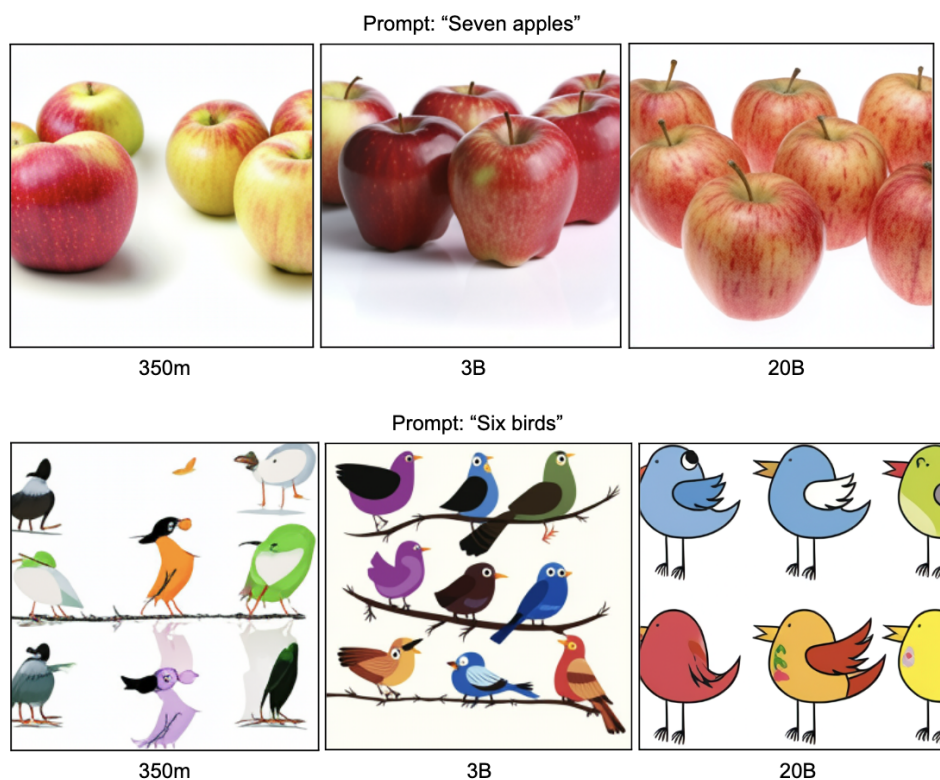 Prompt: “Seven apples”
350m
3B
20B
Prompt: “Six birds”
350m
3B
20B